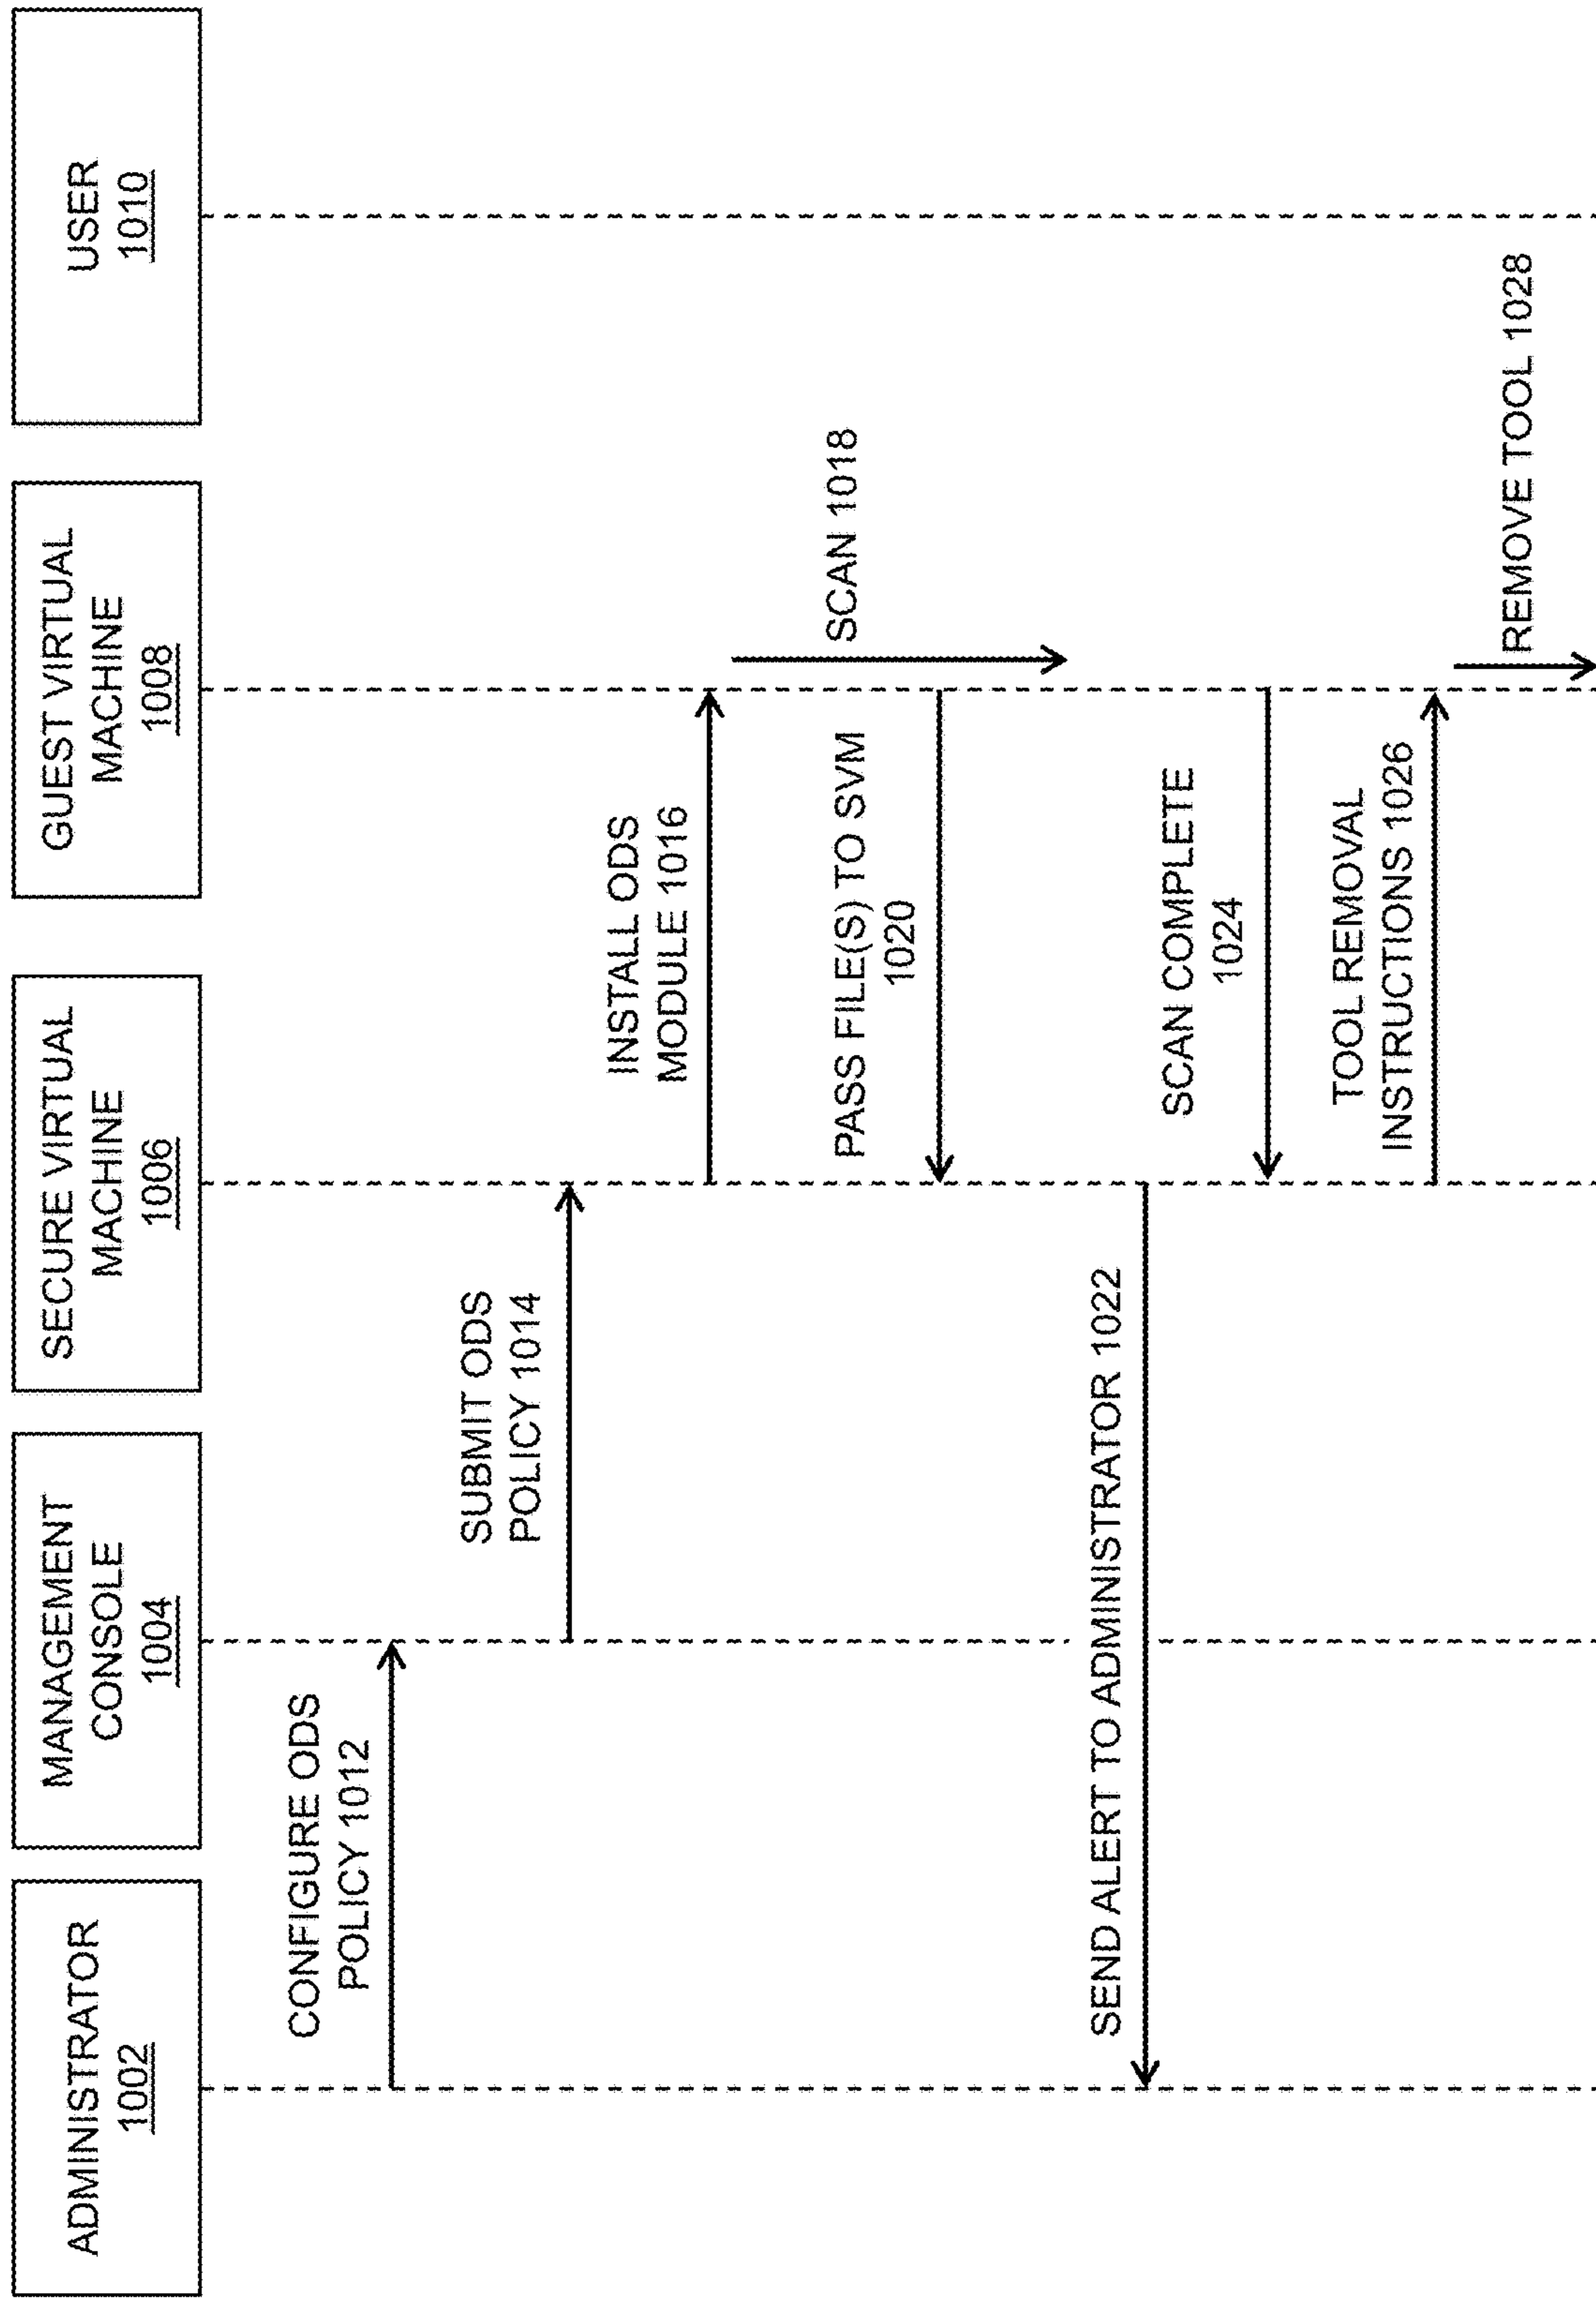 ADMINISTRATOR
1002
MANAGEMENT
CONSOLE
1004
SECURE VIRTUAL
MACHINE
1006
GUEST VIRTUAL
MACHINE
1008
USER
1010
CONFIGURE ODS
POLICY 1012
SUBMIT ODS
POLICY 1014
INSTALL ODS
MODULE 1016
SCAN 1018
PASS FILE(S) TO SVM
1020
SEND ALERT TO ADMINISTRATOR 1022
SCAN COMPLETE
1024
TOOL REMOVAL
INSTRUCTIONS 1026
REMOVE TOOL 1028